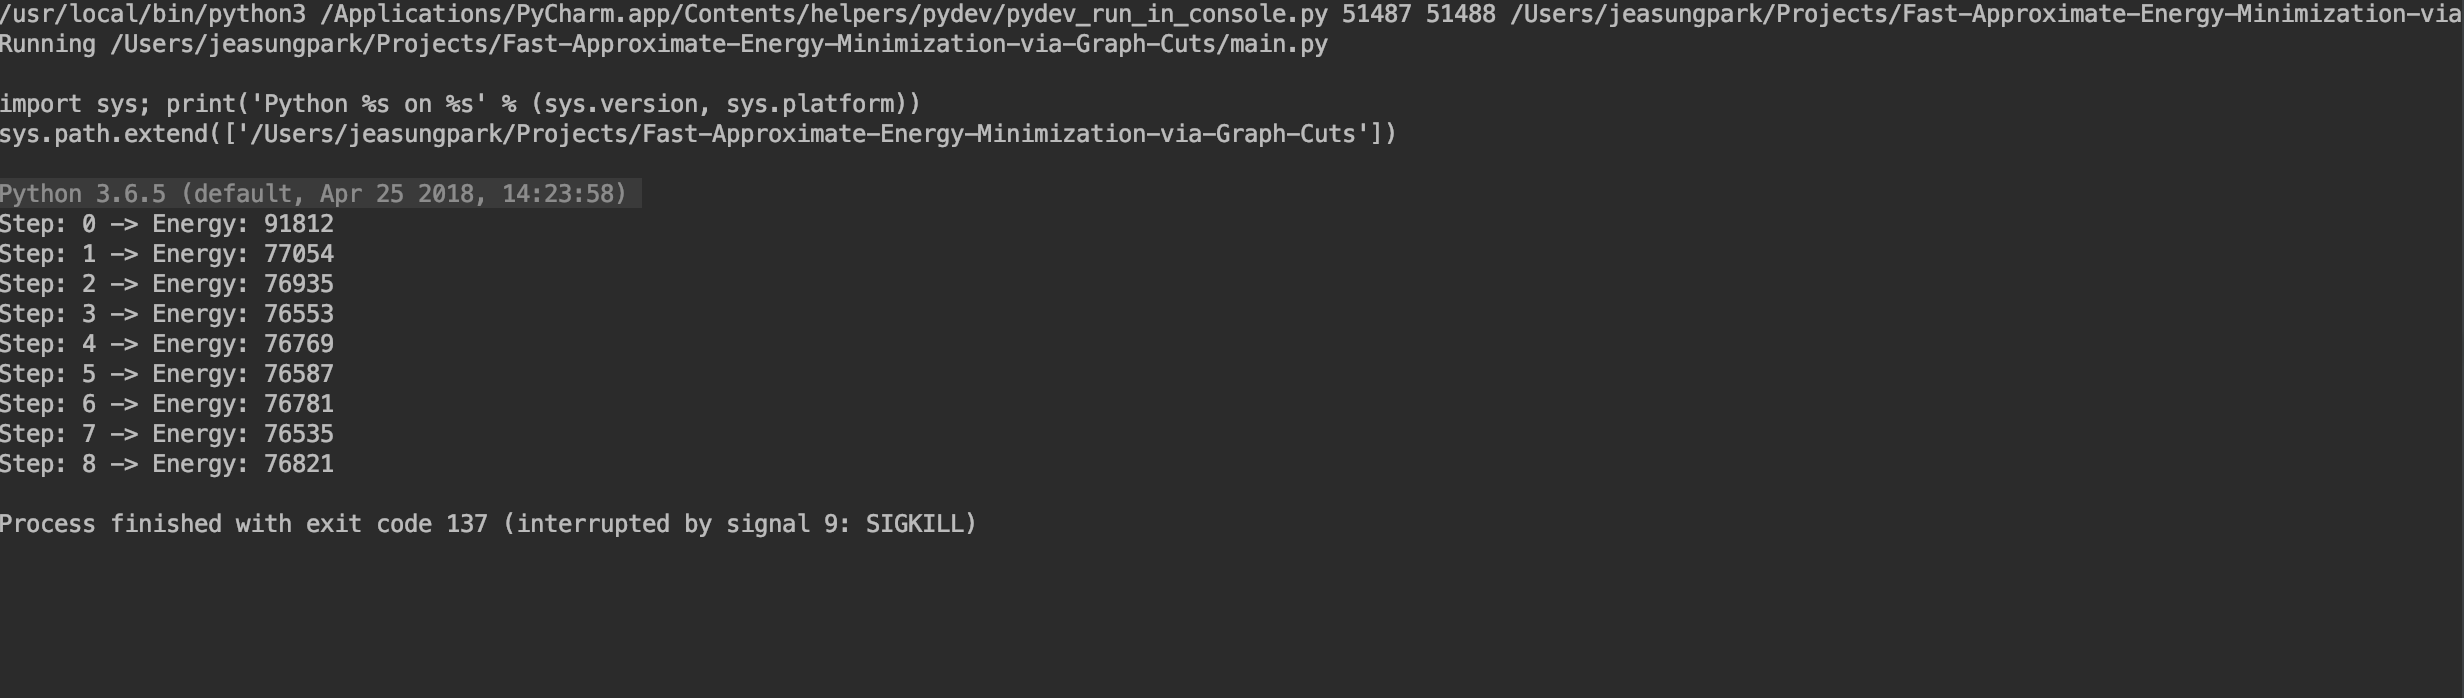 /usr/local/bin/python3 /Applications/PyCharm.app/Contents/helpers/pydev/pydev_run_in_console.py 51487 51488 /Users/jeasungpark/Projects/Fast-Approximate-Energy-Minimization-via
Running /Users/jeasungpark/Projects/Fast-Approximate-Energy-Minimization-via-Graph-Cuts/main.py
import sys; print('Python %s on %s' % (sys.version, sys.platform))
sys.path.extend(['/Users/jeasungpark/Projects/Fast-Approximate-Energy-Minimization-via-Graph-Cuts'])
Python 3.6.5 (default, Apr 25 2018, 14:23:58)
Step: 0 -> Energy: 91812
Step: 1 -> Energy: 77054
Step: 2 -> Energy: 76935
Step: 3 -> Energy: 76553
Step: 4 -> Energy: 76769
Step: 5 -> Energy: 76587
Step: 6 -> Energy: 76781
Step: 7 -> Energy: 76535
Step: 8 -> Energy: 76821
Process finished with exit code 137 (interrupted by signal 9: SIGKILL)